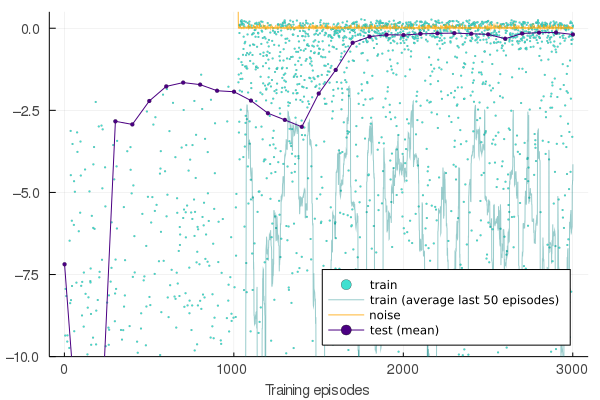 0.0
−2.5
−5.0
−7.5
−10.0
0
1000
2000
3000
Training episodes
train
train (average last 50 episodes)
noise
test (mean)